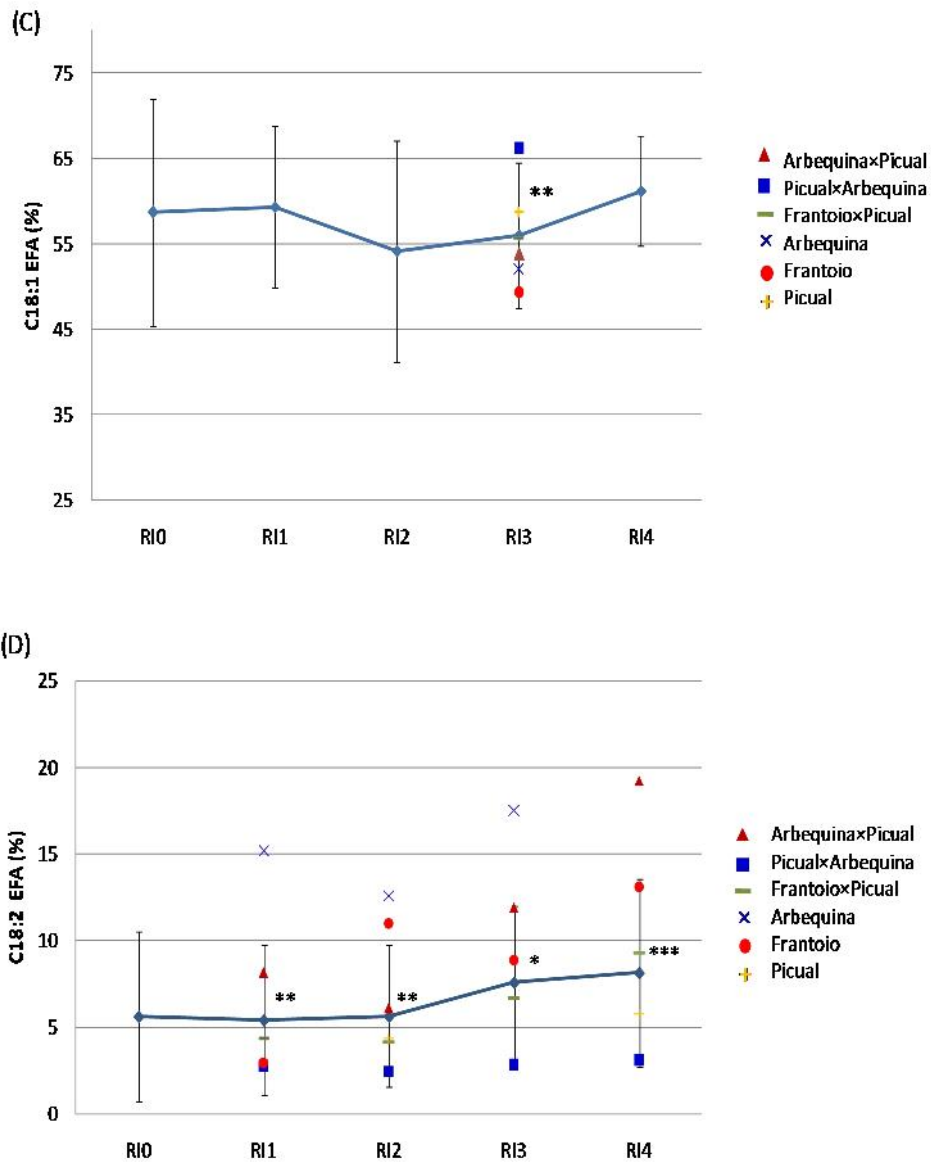 (C)
C18:1 EFA (%)
75
65
55
45
35
25
**
RI0 RI1 RI2 RI3 RI4
Arbequina×Picual
Picual×Arbequina
Frantoio×Picual
Arbequina
Frantoio
Picual
(D)
C18:2 EFA (%)
25
20
15
10
5
0
** ** * ***
RI0 RI1 RI2 RI3 RI4
Arbequina×Picual
Picual×Arbequina
Frantoio×Picual
Arbequina
Frantoio
Picual